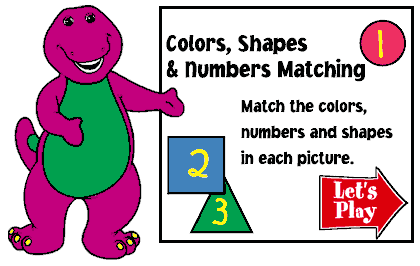 Colors, Shapes
& Numbers Matching
1
Match the colors,
numbers and shapes
in each picture.
2
3
Let's
Play